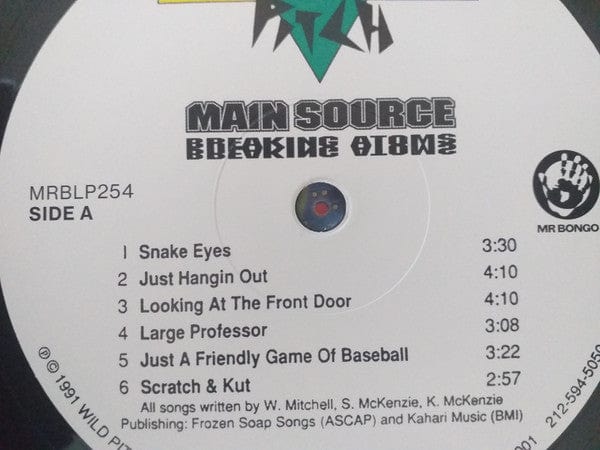 PITCH
MAIN SOURCE
BREAKING ATOMS
MRBLP254
SIDE A
MR BONGO
1 Snake Eyes 3:30
2 Just Hangin Out 4:10
3 Looking At The Front Door 4:10
4 Large Professor 3:08
5 Just A Friendly Game Of Baseball 3:22
6 Scratch & Kut 2:57
All songs written by W. Mitchell, S. McKenzie, K. McKenzie
Publishing: Frozen Soap Songs (ASCAP) and Kahari Music (BMI)
℗ © 1991 WILD
212-594-5050